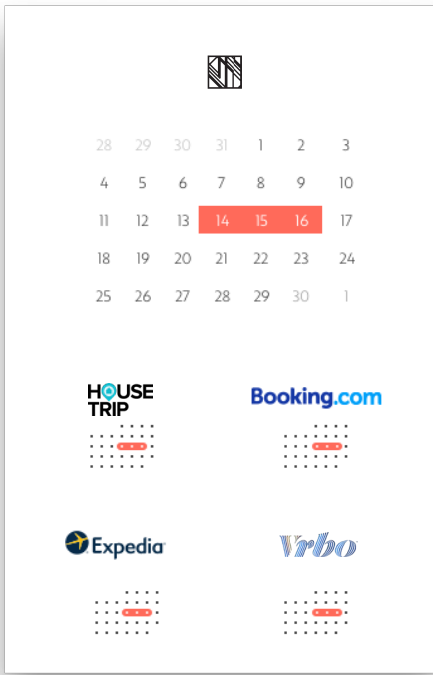 28 29 30 31 1 2 3
4 5 6 7 8 9 10
11 12 13 14 15 16 17
18 19 20 21 22 23 24
25 26 27 28 29 30 1
HOUSE
TRIP
Booking.com
Expedia
Vrbo